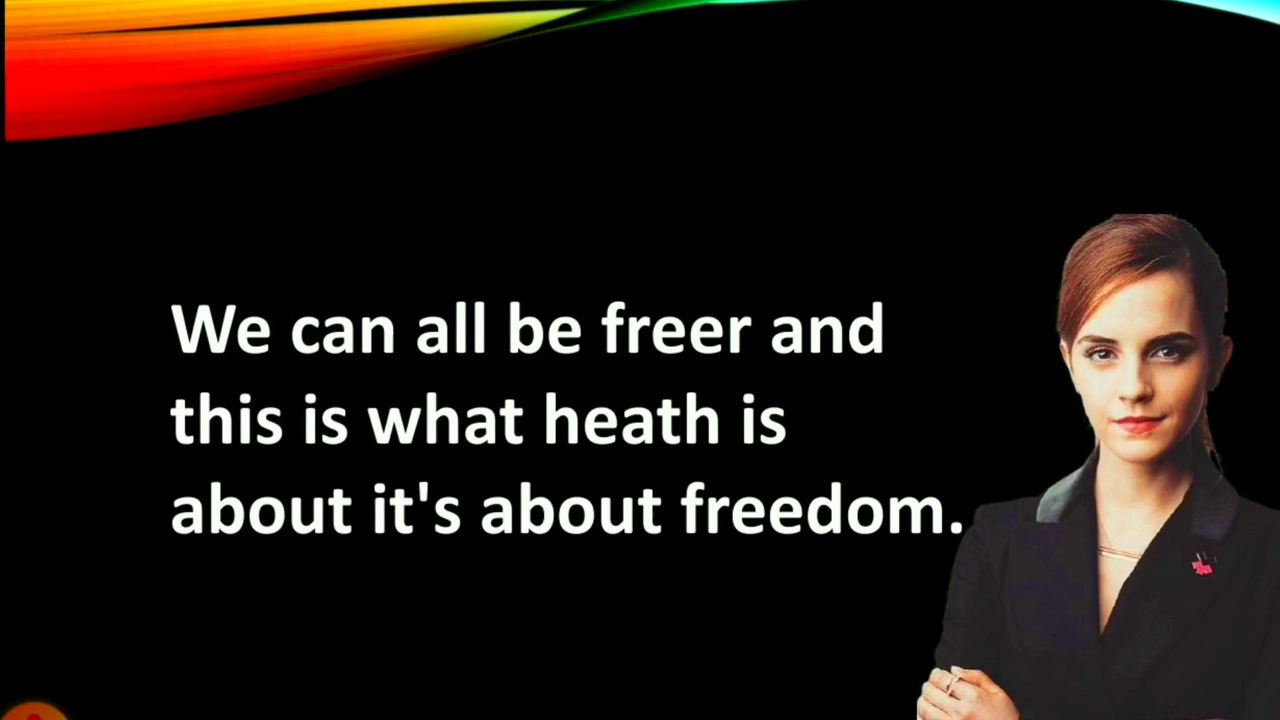 We can all be freer and
this is what heath is
about it's about freedom.